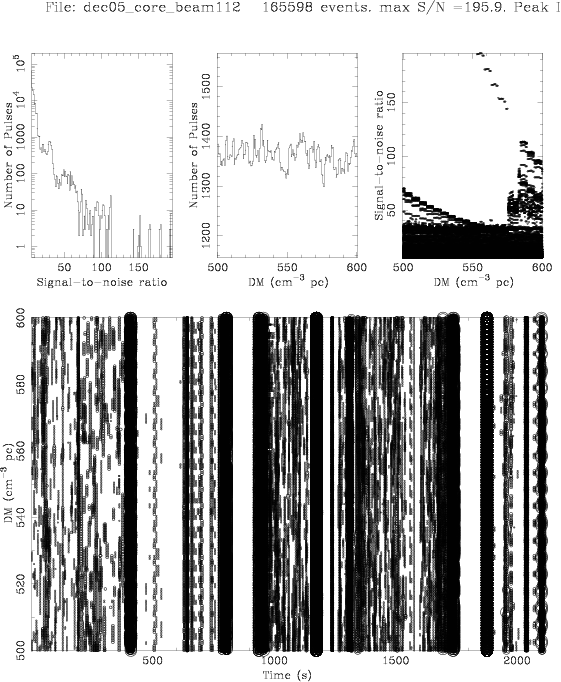 File: dec05_core_beam112 165598 events. max S/N =195.9. Peak
Number of Pulses
10⁵
10⁴
1000
100
10
1
50 100 150
Signal-to-noise ratio
Number of Pulses
1500
1400
1300
1200
500 550 600
DM (cm⁻³ pc)
Signal-to-noise ratio
150
100
50
500 550 600
DM (cm⁻³ pc)
DM (cm⁻³ pc)
600
580
560
540
520
500
500 1000 1500 2000
Time (s)